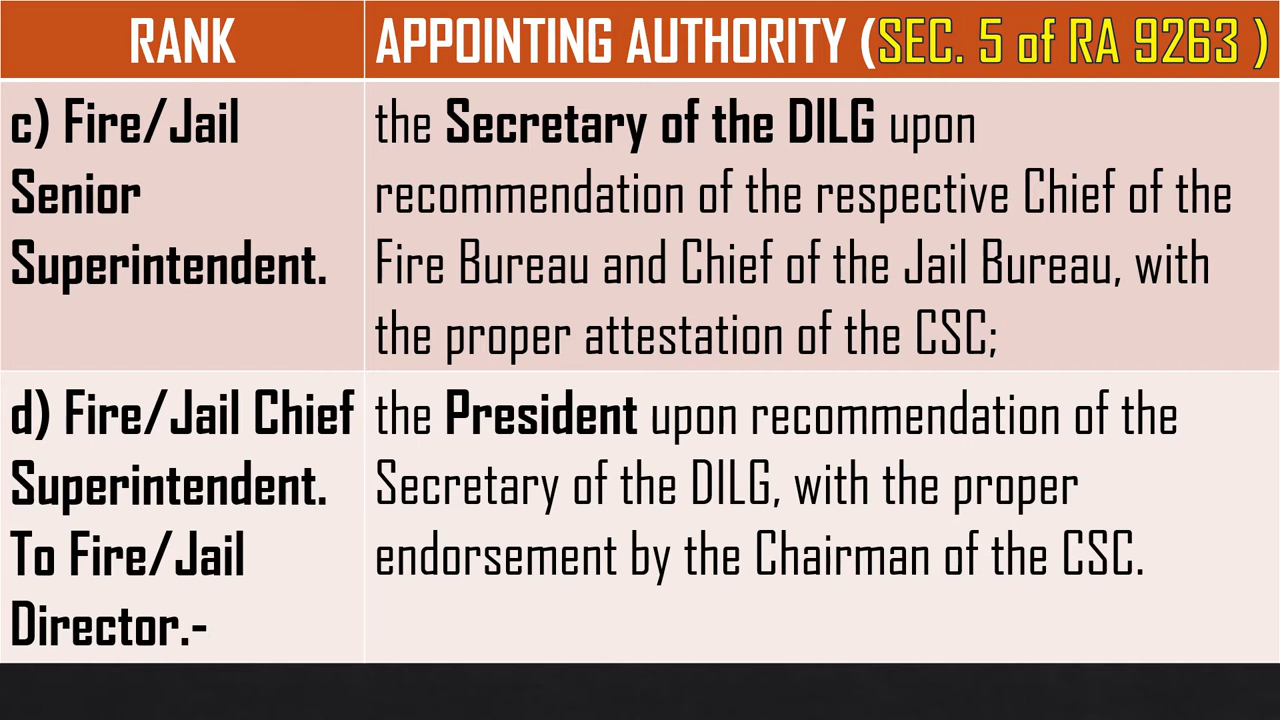 RANK
APPOINTING AUTHORITY (SEC. 5 of RA 9263 )
c) Fire/Jail
Senior
Superintendent.
the Secretary of the DILG upon
recommendation of the respective Chief of the
Fire Bureau and Chief of the Jail Bureau, with
the proper attestation of the CSC;
d) Fire/Jail Chief
Superintendent.
To Fire/Jail
Director.-
the President upon recommendation of the
Secretary of the DILG, with the proper
endorsement by the Chairman of the CSC.